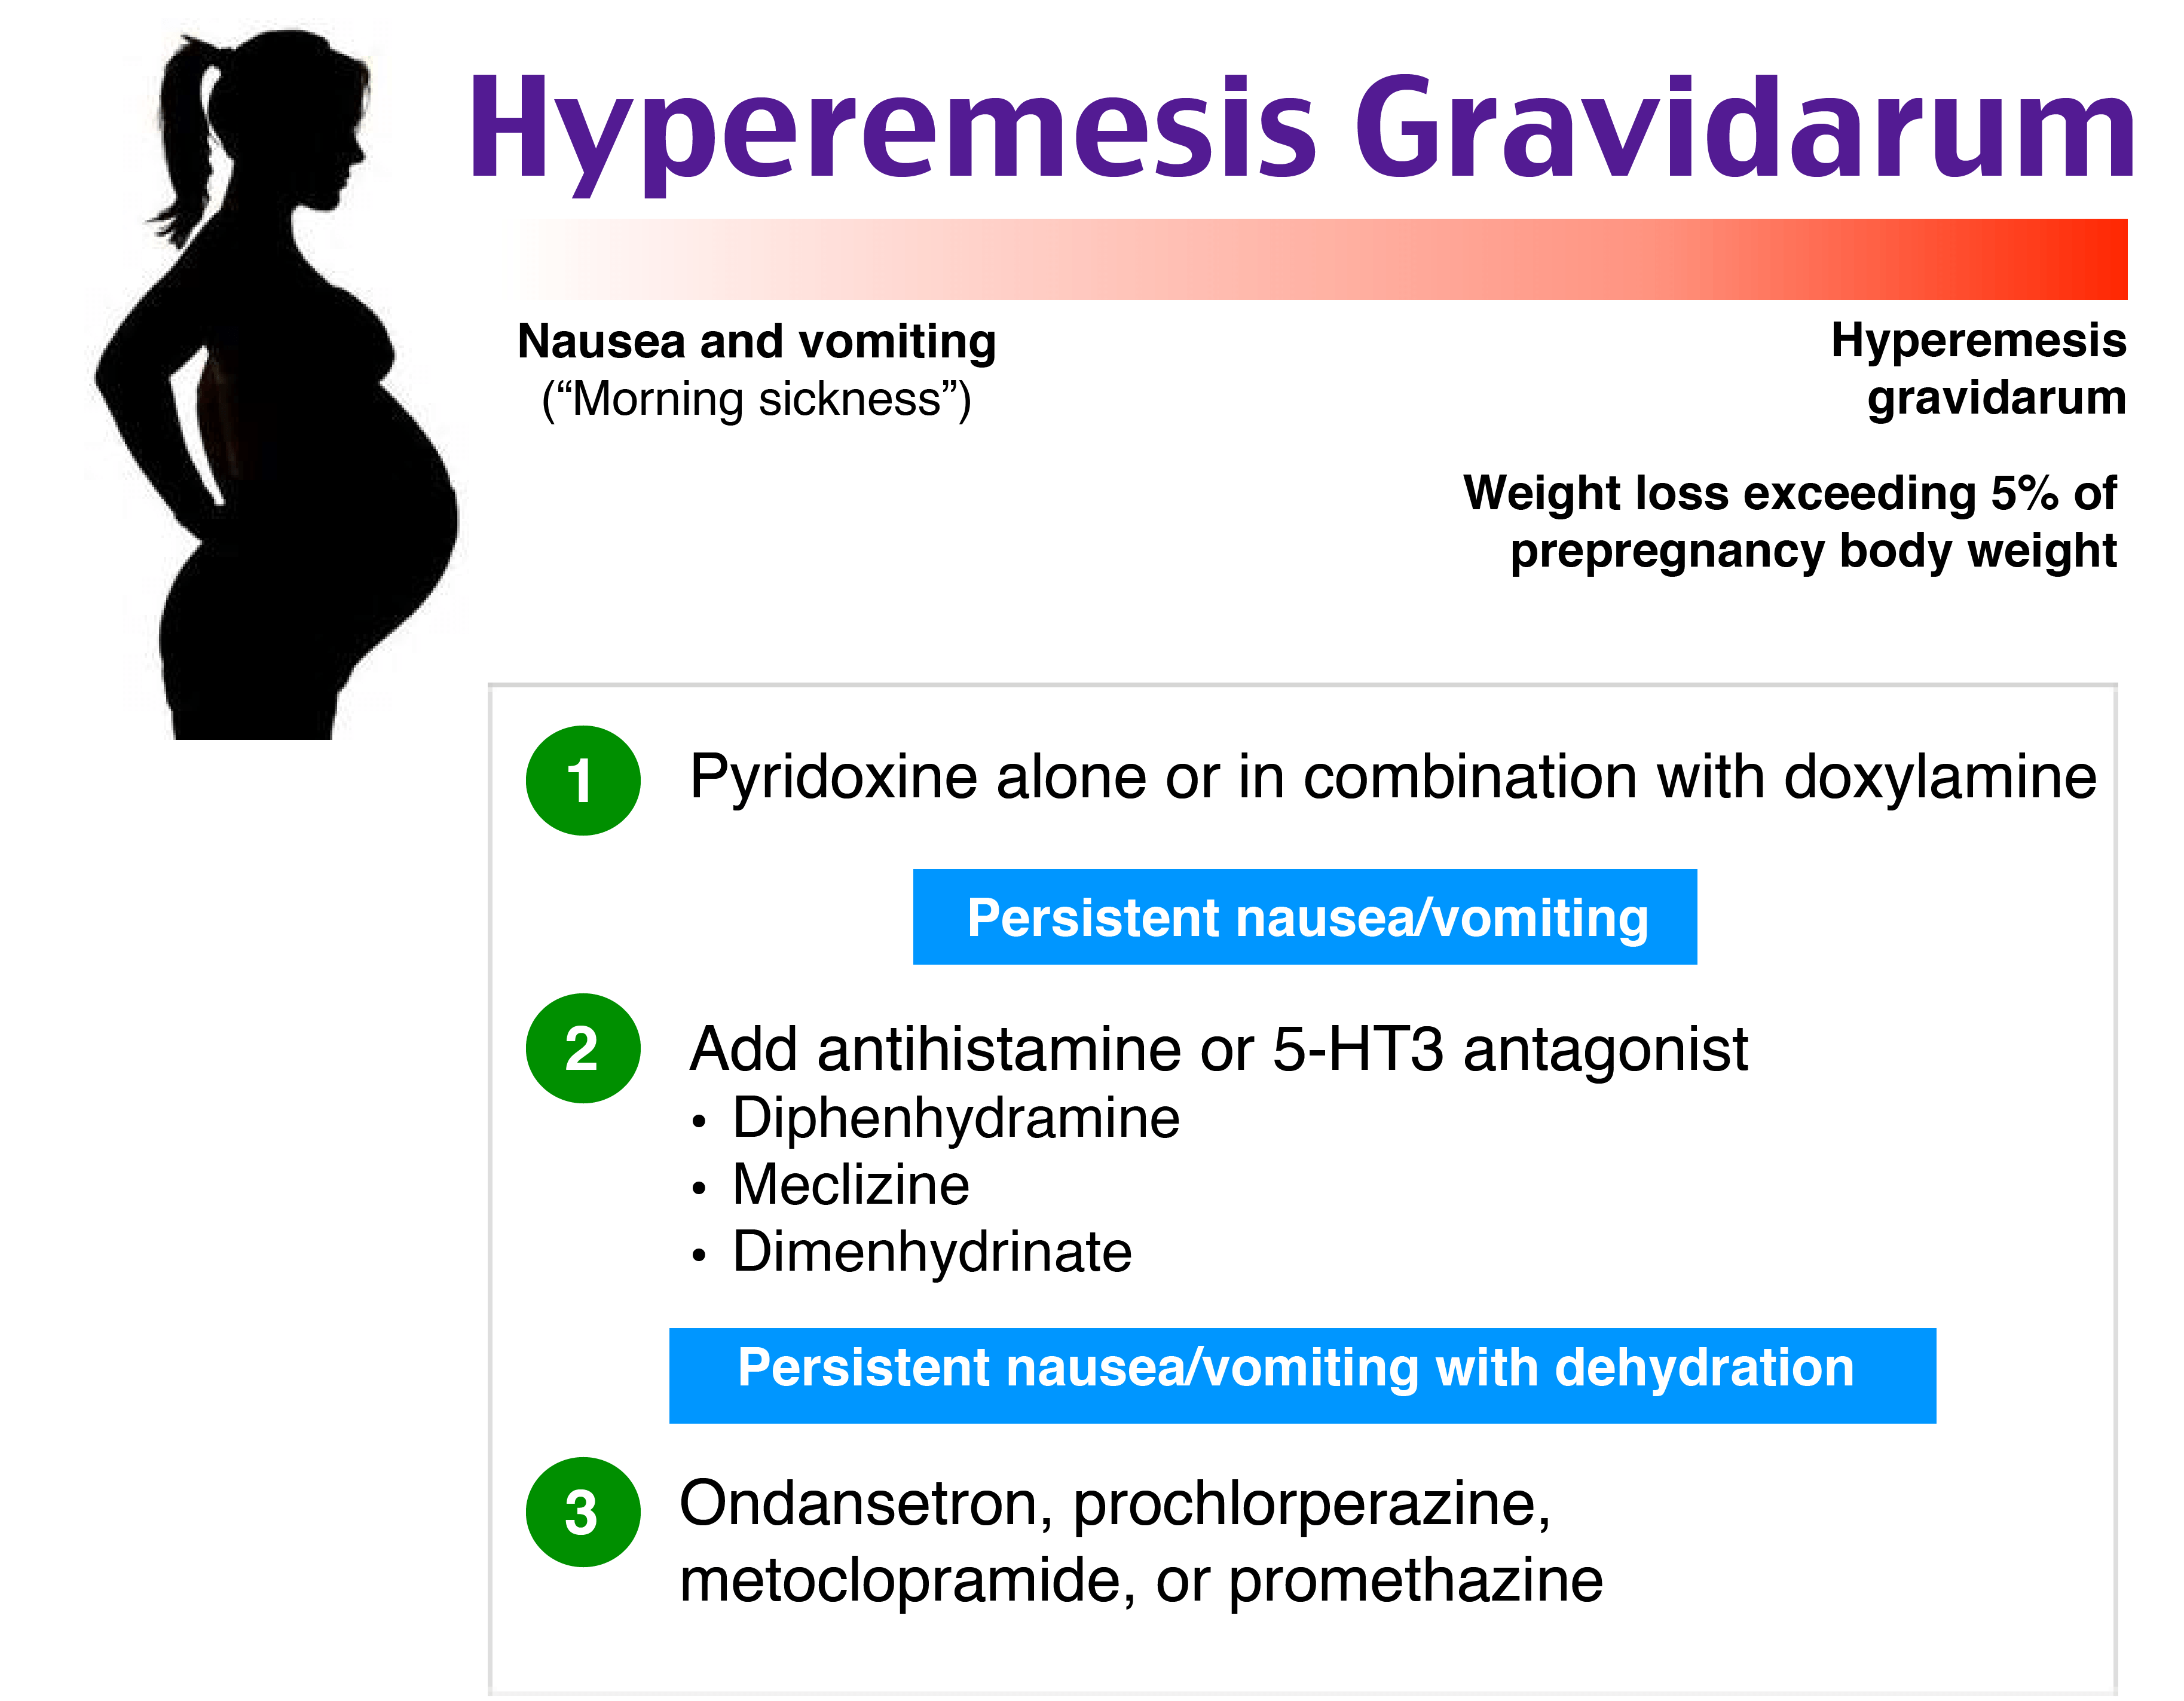 Hyperemesis Gravidarum
Nausea and vomiting
(“Morning sickness”)
Hyperemesis
gravidarum
Weight loss exceeding 5% of
prepregnancy body weight
1 Pyridoxine alone or in combination with doxylamine
Persistent nausea/vomiting
2 Add antihistamine or 5-HT3 antagonist
• Diphenhydramine
• Meclizine
• Dimenhydrinate
Persistent nausea/vomiting with dehydration
3 Ondansetron, prochlorperazine,
metoclopramide, or promethazine